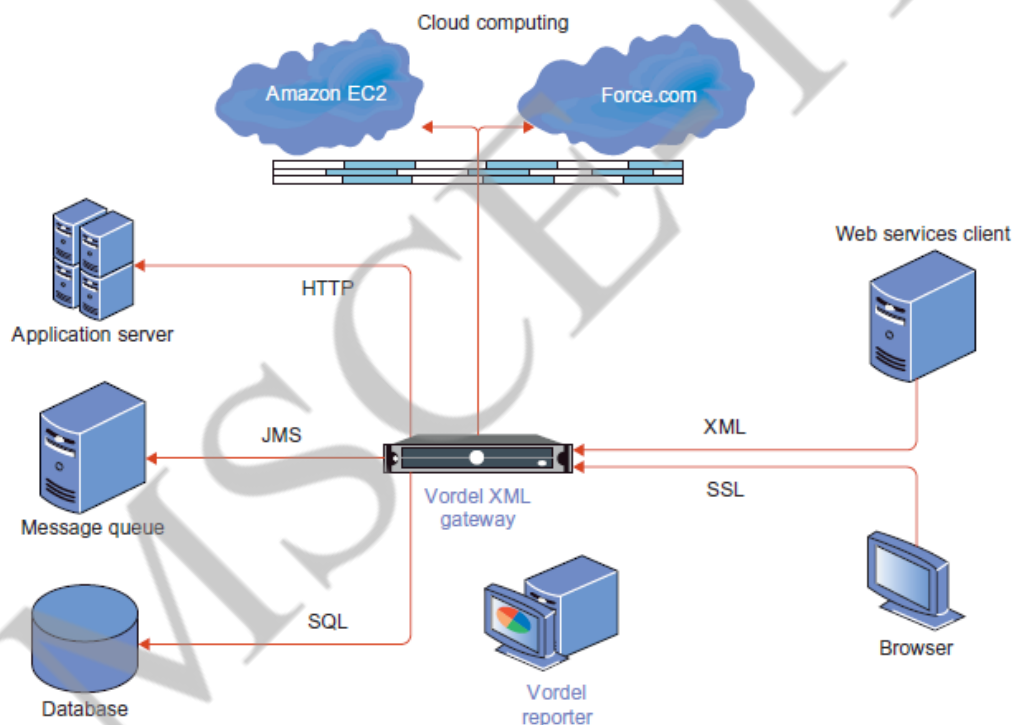 Cloud computing
Amazon EC2
Force.com
Web services client
HTTP
Application server
JMS
XML
SSL
Vordel XML
gateway
Message queue
SQL
Browser
Database
Vordel
reporter
MSCE